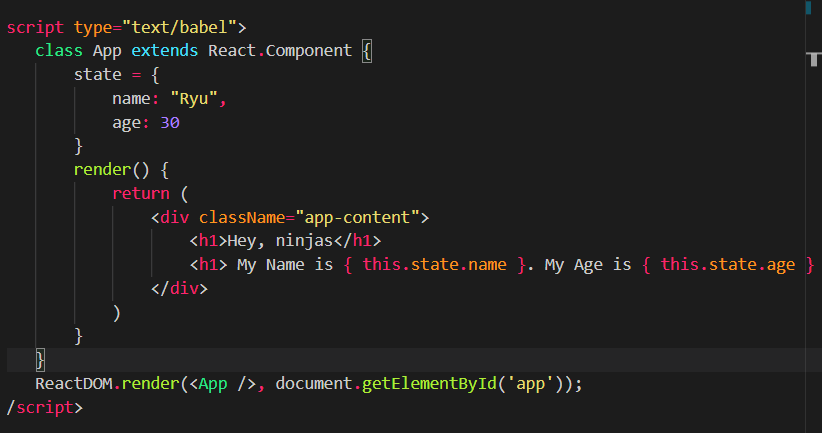 script type="text/babel">
class App extends React.Component {
state = {
name: "Ryu",
age: 30
}
render() {
return (
<div className="app-content">
<h1>Hey, ninjas</h1>
<h1> My Name is { this.state.name }. My Age is { this.state.age }
</div>
)
}
}
ReactDOM.render(<App />, document.getElementById('app'));
/script>